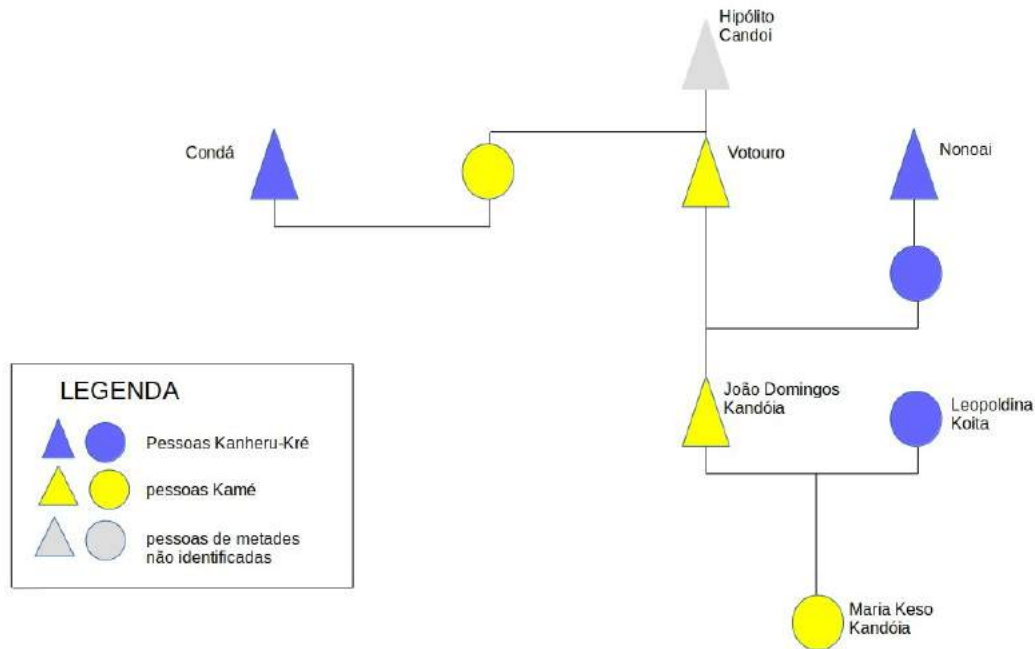 Hipólito
Candoi
Condá
Votouro
Nonoai
João Domingos
Kandóia
Leopoldina
Koita
LEGENDA
Pessoas Kanheru-Kré
pessoas Kamé
pessoas de metades
não identificadas
Maria Keso
Kandóia